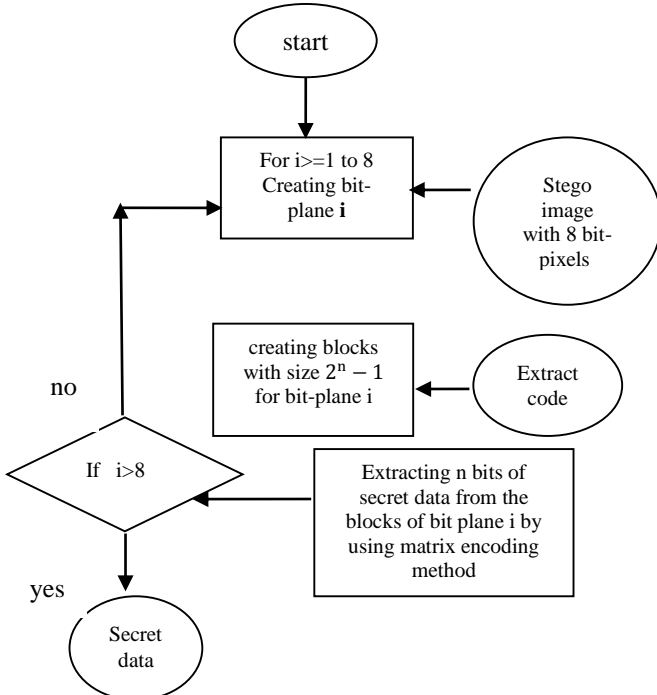 start
For i>=1 to 8
Creating bit-
plane i
Stego
image
with 8 bit-
pixels
creating blocks
with size 2ⁿ − 1
for bit-plane i
Extract
code
no
If i>8
Extracting n bits of
secret data from the
blocks of bit plane i by
using matrix encoding
method
yes
Secret
data